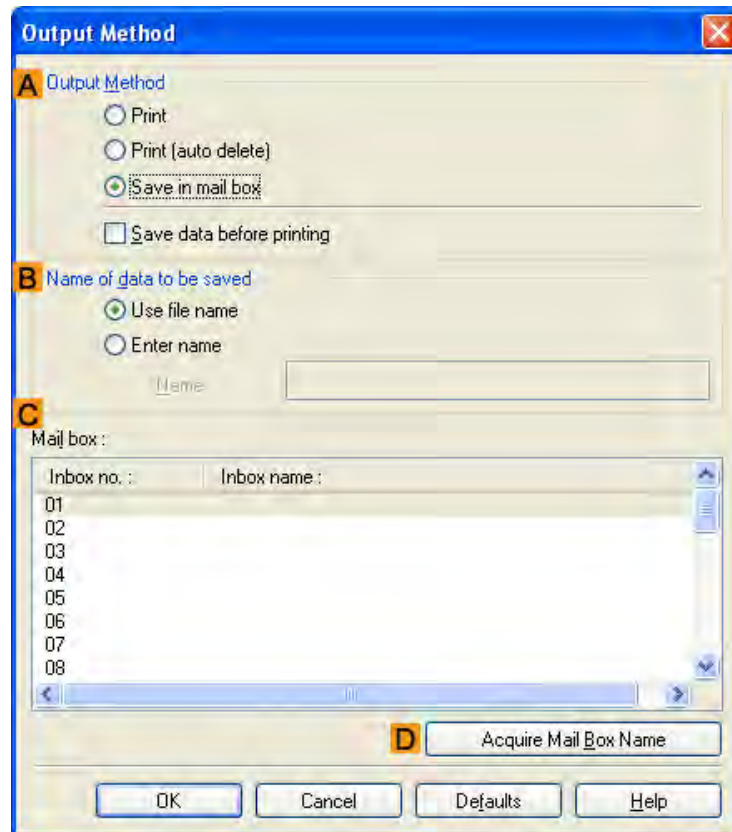 Output Method
A Output Method
Print
Print (auto delete)
Save in mail box
Save data before printing
B Name of data to be saved
Use file name
Enter name
Name
C
Mail box :
Inbox no. : Inbox name :
01
02
03
04
05
06
07
08
D Acquire Mail Box Name
OK Cancel Defaults Help